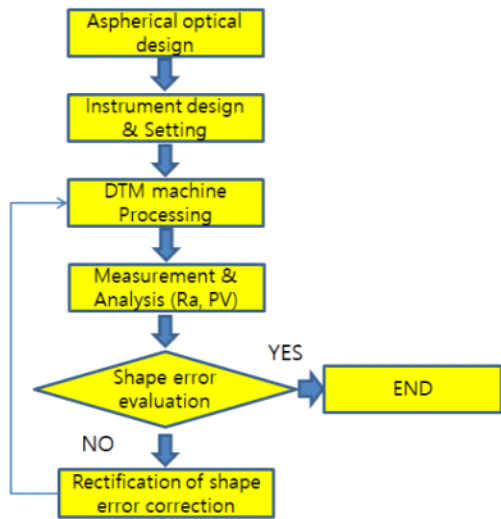 Aspherical optical
design
Instrument design
& Setting
DTM machine
Processing
Measurement &
Analysis (Ra, PV)
Shape error
evaluation
YES
END
NO
Rectification of shape
error correction